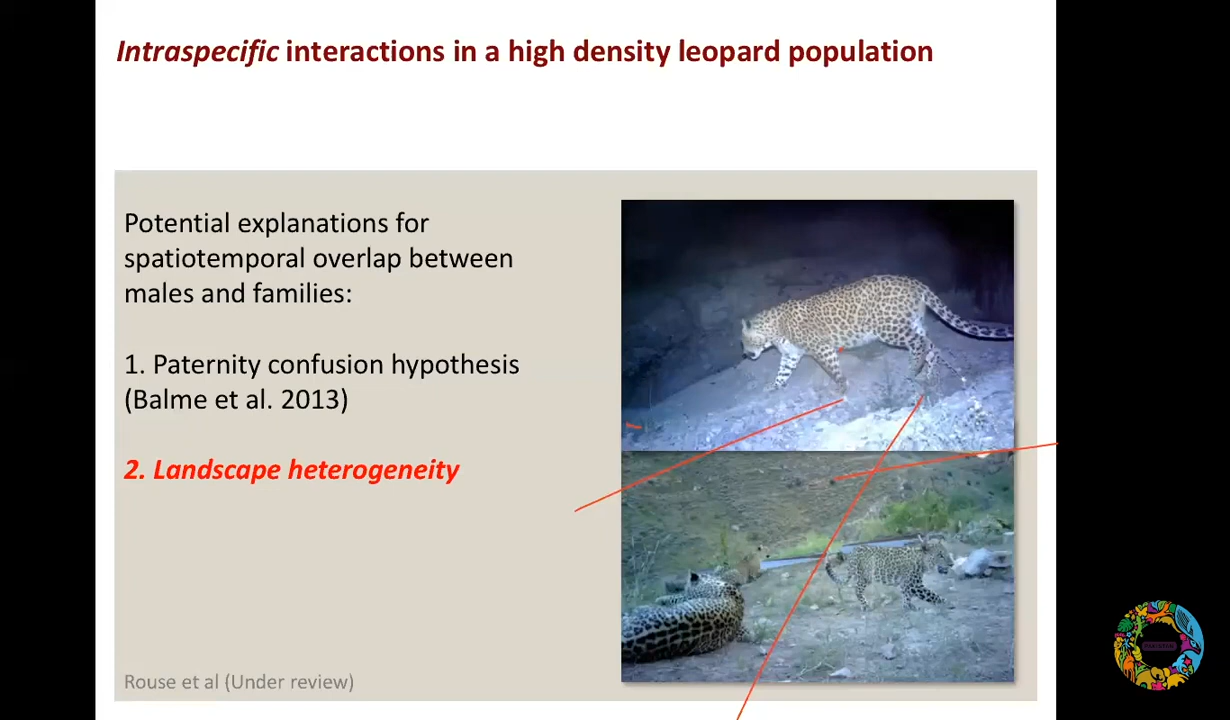 Intraspecific interactions in a high density leopard population
Potential explanations for
spatiotemporal overlap between
males and families:
1. Paternity confusion hypothesis
(Balme et al. 2013)
2. Landscape heterogeneity
Rouse et al (Under review)
PAKISTAN